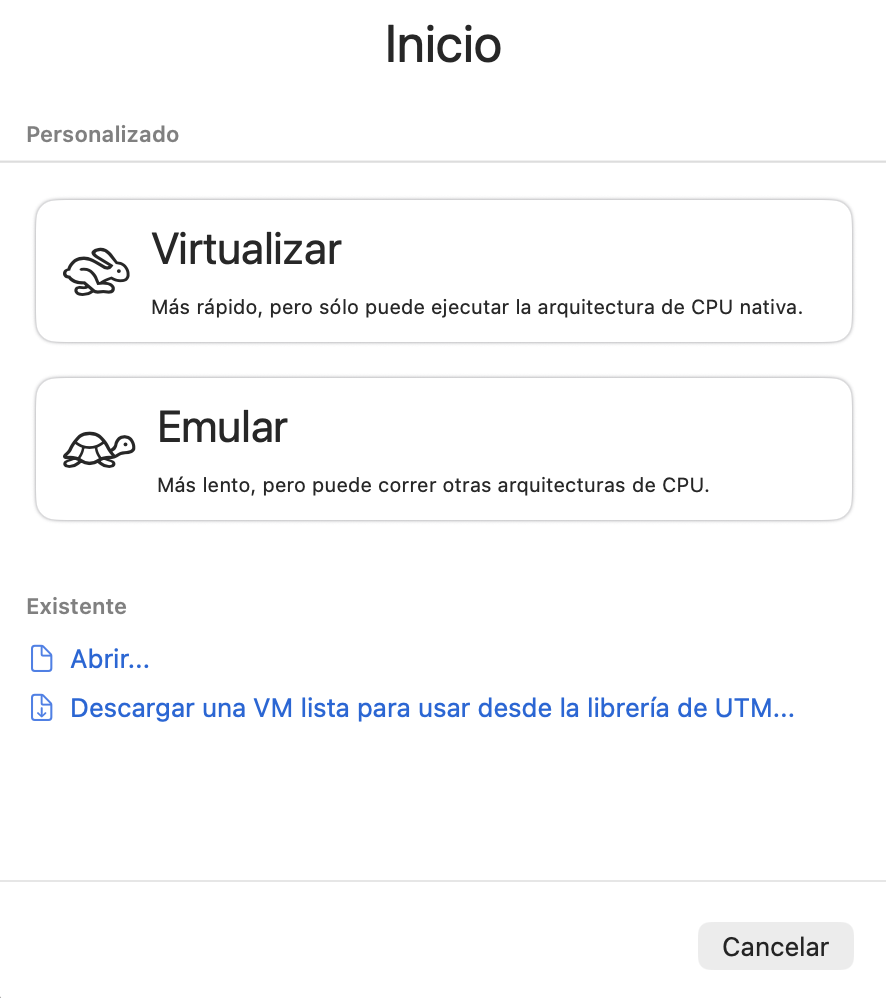 Inicio
Personalizado
Virtualizar
Más rápido, pero sólo puede ejecutar la arquitectura de CPU nativa.
Emular
Más lento, pero puede correr otras arquitecturas de CPU.
Existente
Abrir...
Descargar una VM lista para usar desde la librería de UTM...
Cancelar